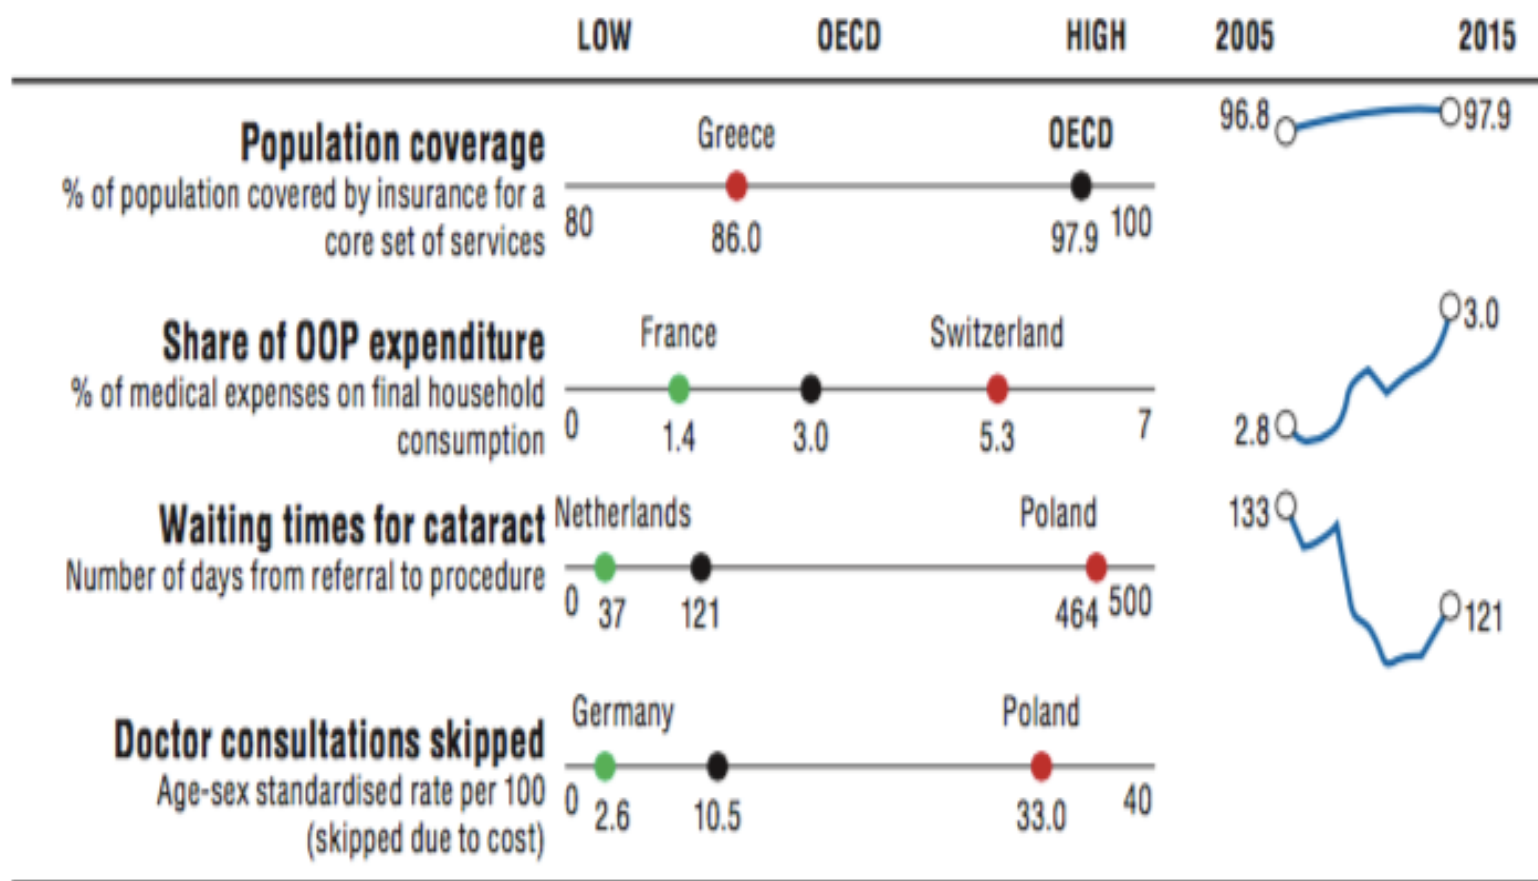 LOW OECD HIGH 2005 2015
Population coverage
% of population covered by insurance for a
core set of services
Greece OECD
80 86.0 97.9 100
96.8 97.9
Share of OOP expenditure
% of medical expenses on final household
consumption
France Switzerland
0 1.4 3.0 5.3 7
2.8 3.0
Waiting times for cataract
Number of days from referral to procedure
Netherlands Poland
0 37 121 464 500
133 121
Doctor consultations skipped
Age-sex standardised rate per 100
(skipped due to cost)
Germany Poland
0 2.6 10.5 33.0 40